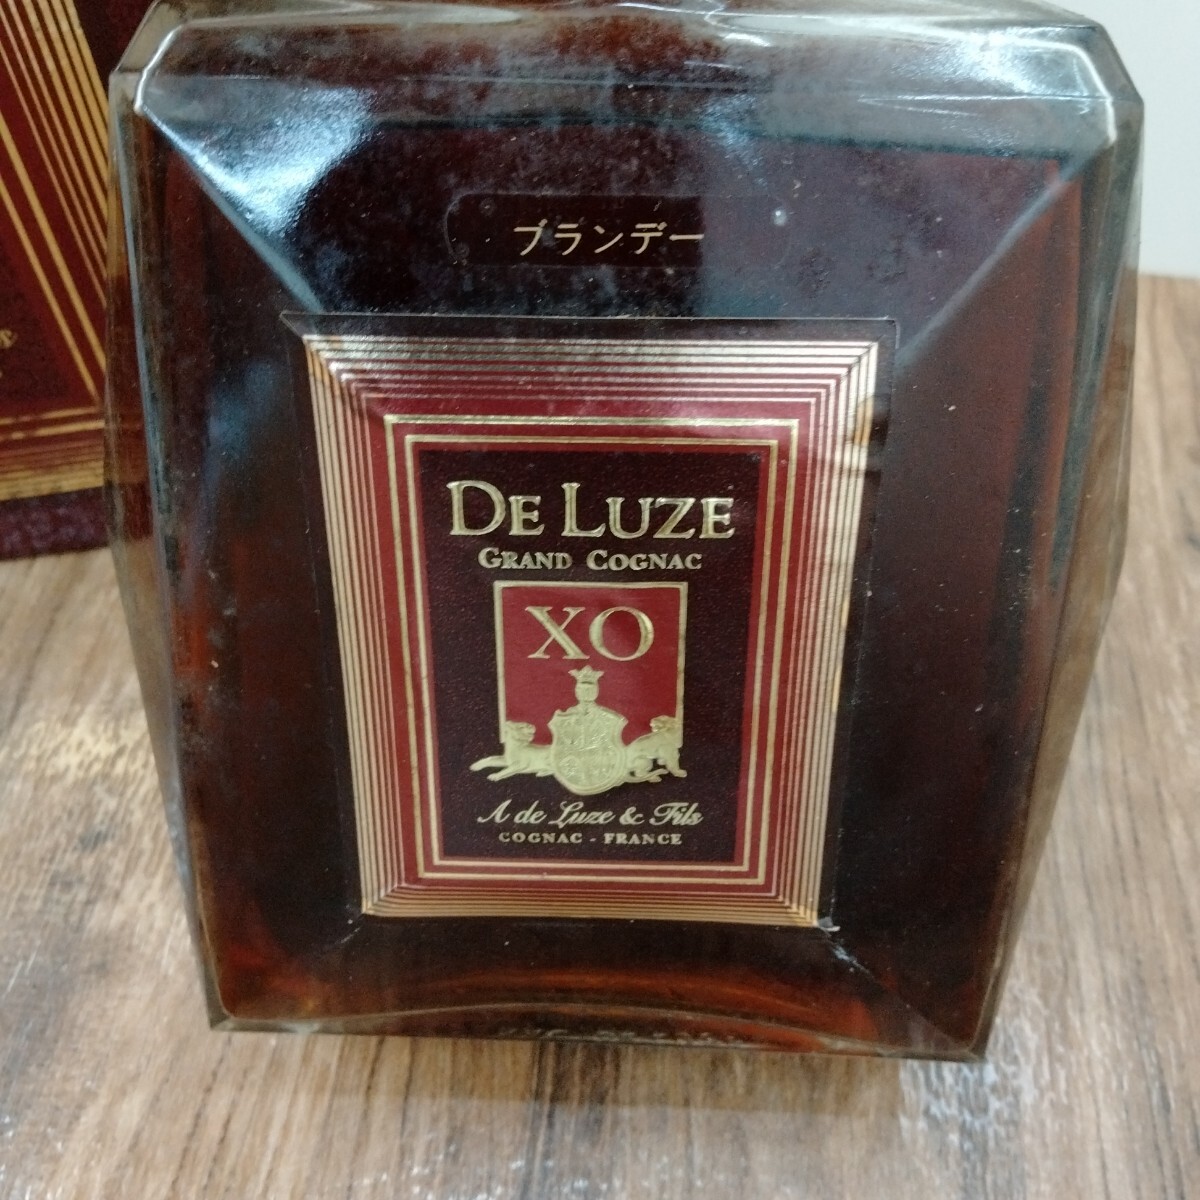 ブランデー
DE LUZE
GRAND COGNAC
XO
A de Luze & Fils
COGNAC - FRANCE